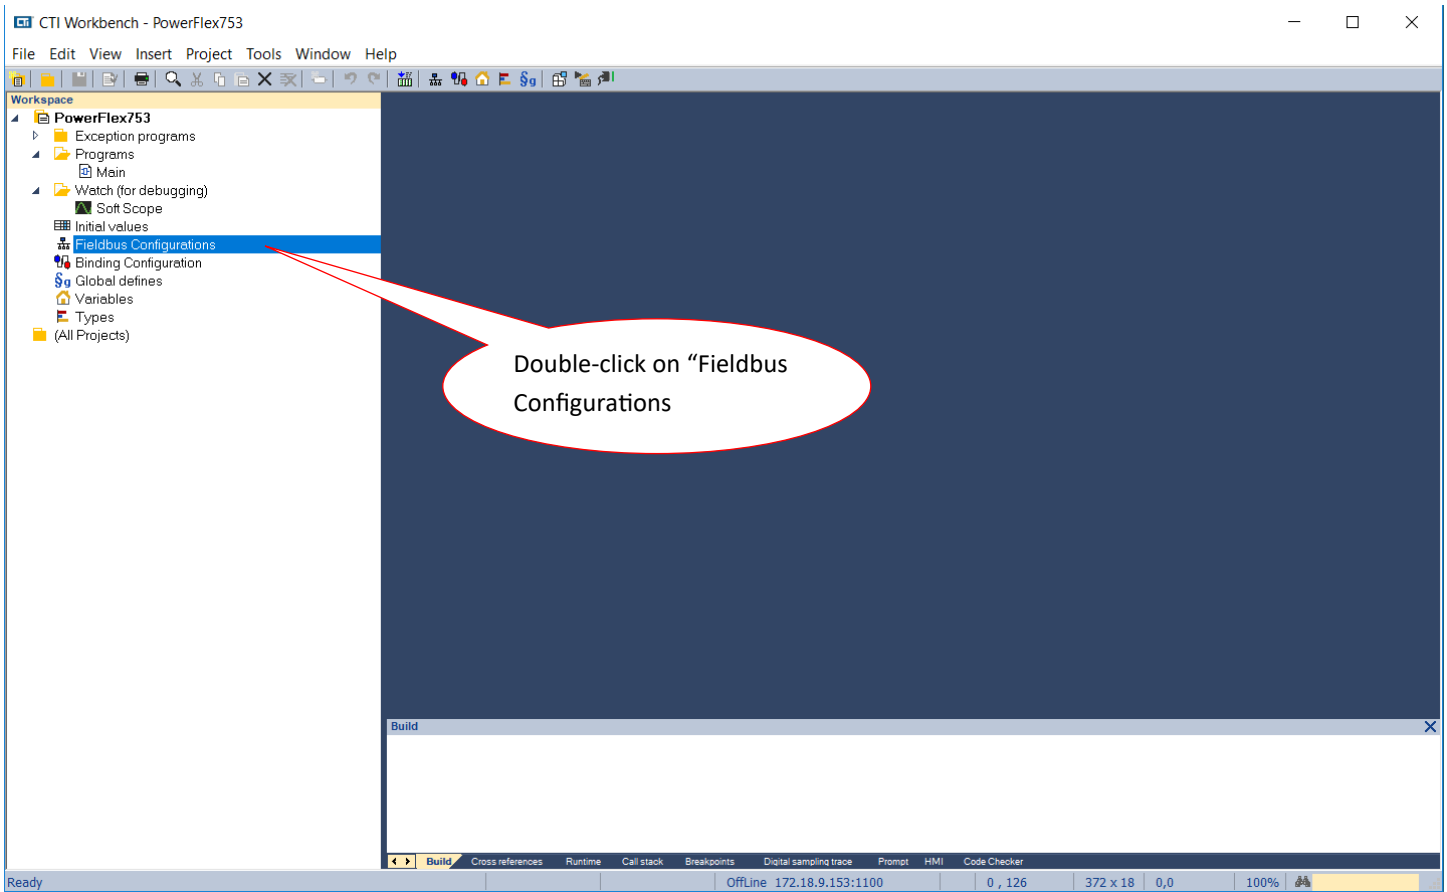 CTI CTI Workbench - PowerFlex753
File Edit View Insert Project Tools Window Help
Workspace
PowerFlex753
Exception programs
Programs
Main
Watch (for debugging)
Soft Scope
Initial values
Fieldbus Configurations
Binding Configuration
§g Global defines
Variables
Types
(All Projects)
Double-click on “Fieldbus
Configurations
Build
Build Cross references Runtime Call stack Breakpoints Digital sampling trace Prompt HMI Code Checker
Ready OffLine 172.18.9.153:1100 0 , 126 372 x 18 0,0 100%